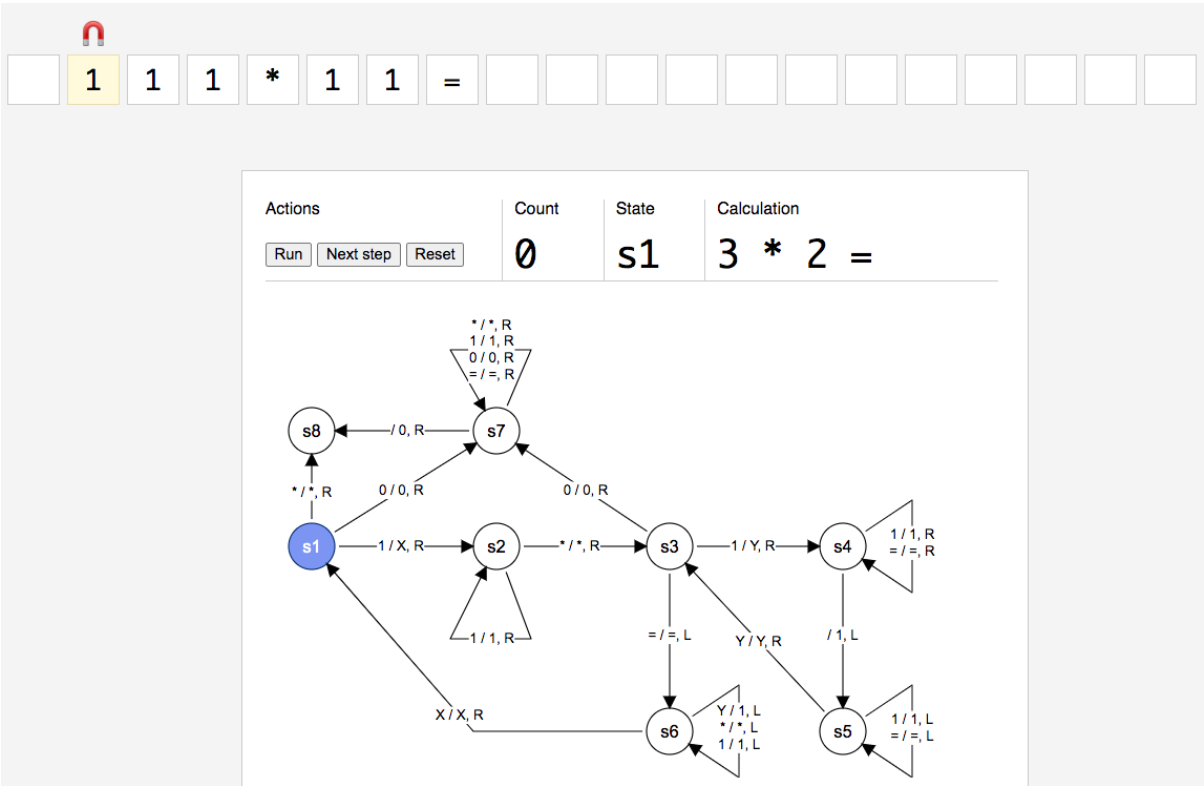 1 1 1 * 1 1 =
Actions Count State Calculation
Run Next step Reset 0 s1 3 * 2 =
* / *, R
1 / 1, R
0 / 0, R
= / =, R
s8 / 0, R s7
* / *, R 0 / 0, R 0 / 0, R
s1 1 / X, R s2 * / *, R s3 1 / Y, R s4 1 / 1, R
= / =, R
1 / 1, R = / =, L Y / Y, R / 1, L
X / X, R s6 Y / 1, L
* / *, L
1 / 1, L
s5 1 / 1, L
= / =, L